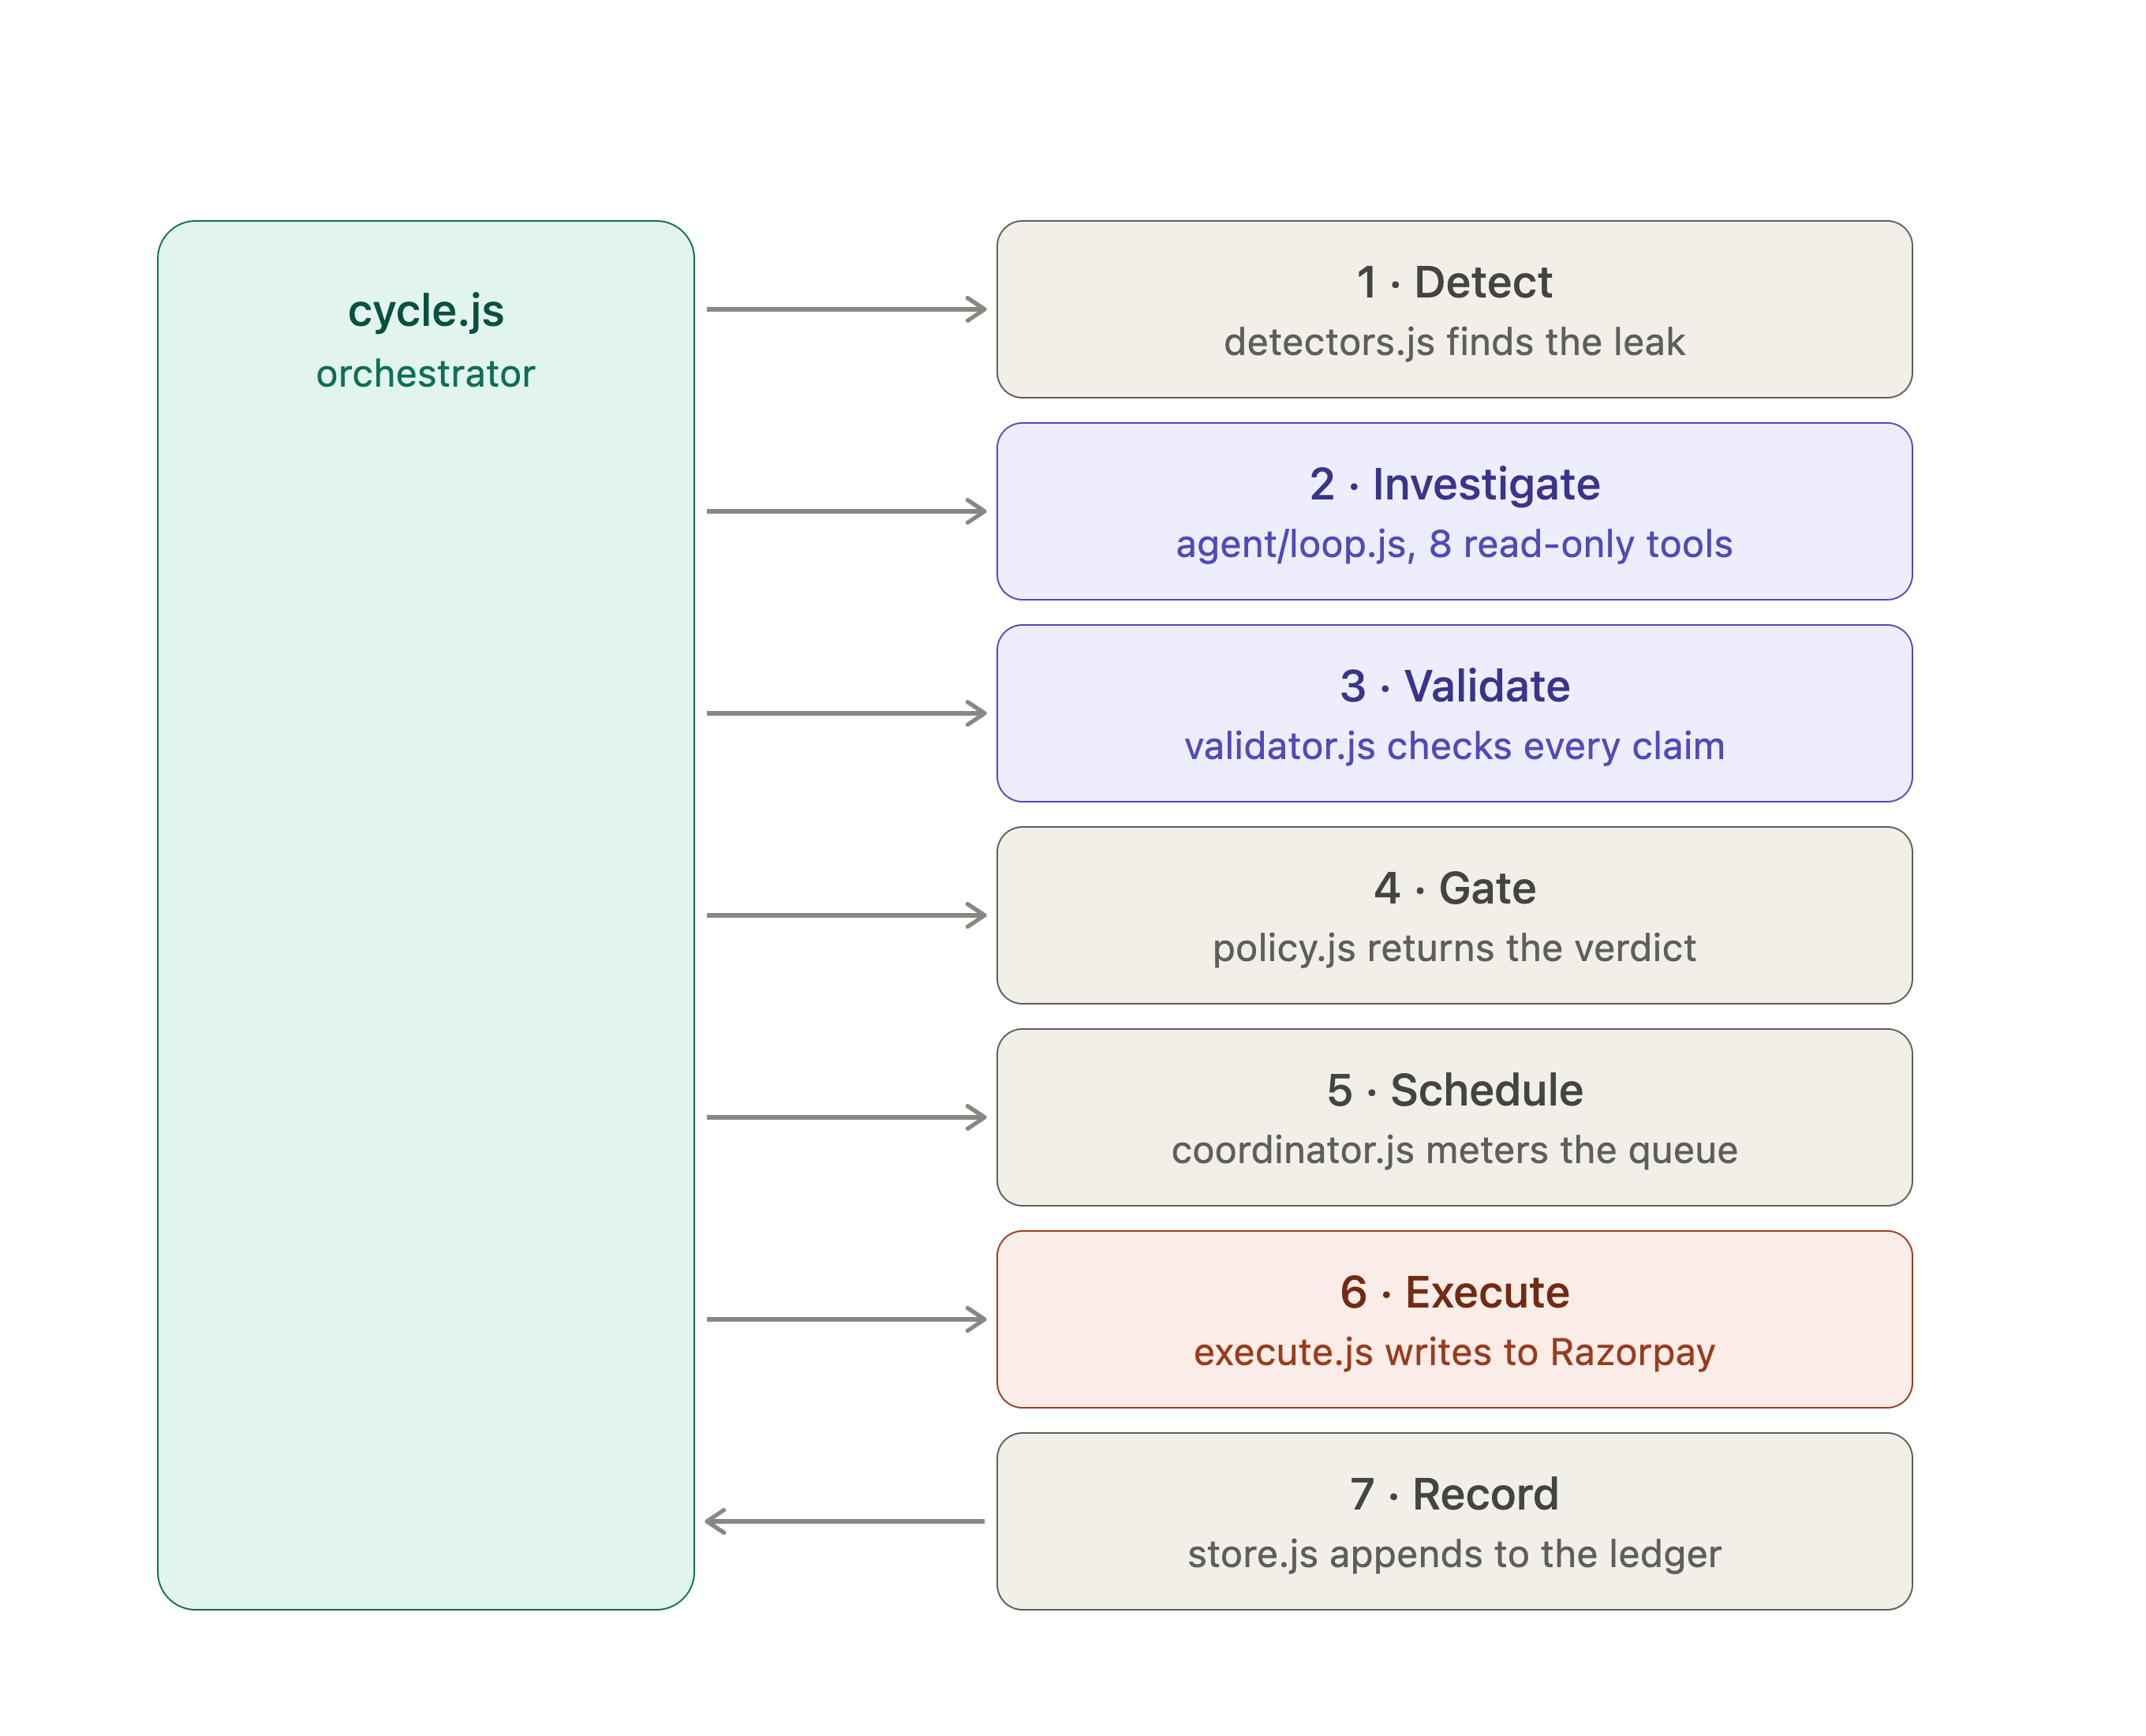 cycle.js
orchestrator
1 · Detect
detectors.js finds the leak
2 · Investigate
agent/loop.js, 8 read-only tools
3 · Validate
validator.js checks every claim
4 · Gate
policy.js returns the verdict
5 · Schedule
coordinator.js meters the queue
6 · Execute
execute.js writes to Razorpay
7 · Record
store.js appends to the ledger